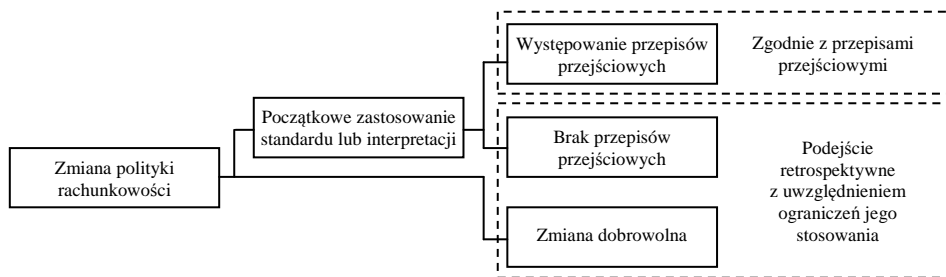 Występowanie przepisów
przejściowych
Zgodnie z przepisami
przejściowymi
Początkowe zastosowanie
standardu lub interpretacji
Brak przepisów
przejściowych
Zmiana polityki
rachunkowości
Podejście
retrospektywne
z uwzględnieniem
ograniczeń jego
stosowania
Zmiana dobrowolna